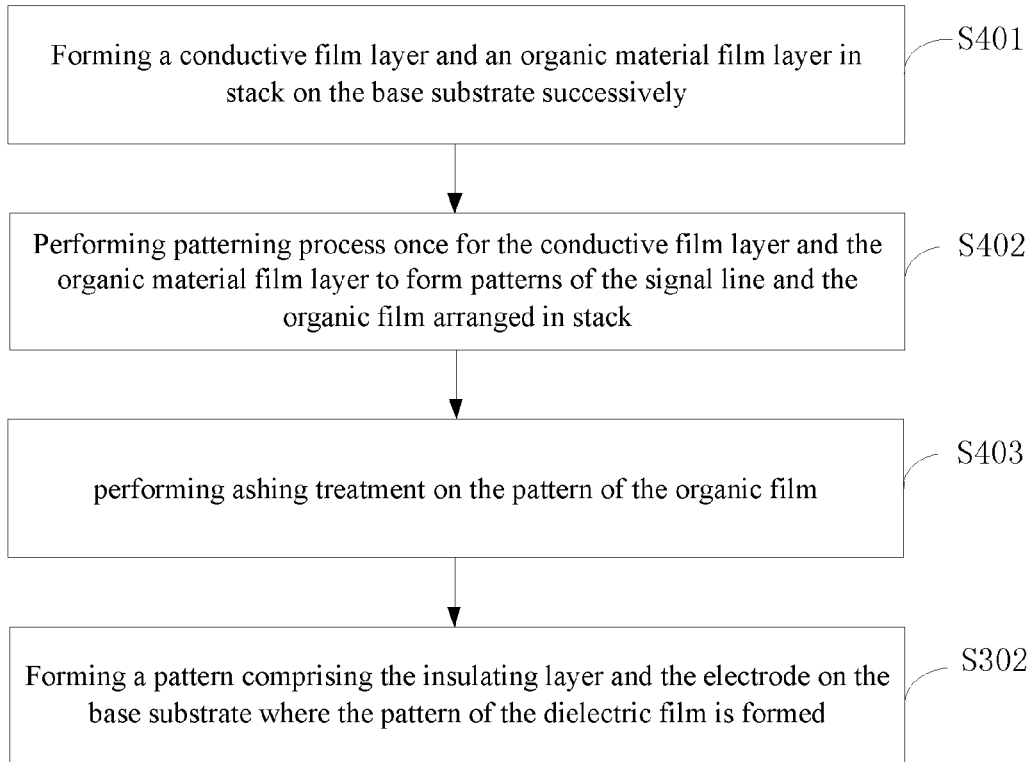 Forming a conductive film layer and an organic material film layer in
stack on the base substrate successively
S401
Performing patterning process once for the conductive film layer and the
organic material film layer to form patterns of the signal line and the
organic film arranged in stack
S402
performing ashing treatment on the pattern of the organic film
S403
Forming a pattern comprising the insulating layer and the electrode on the
base substrate where the pattern of the dielectric film is formed
S302